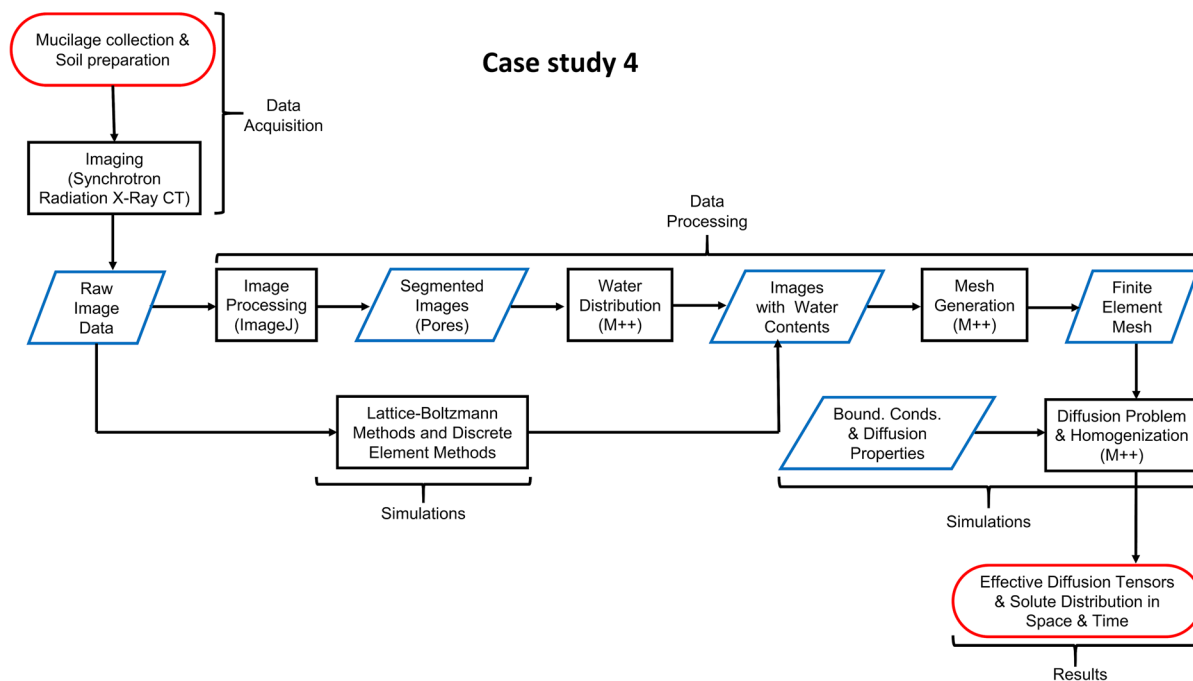 Case study 4
Mucilage collection &
Soil preparation
Data
Acquisition
Imaging
(Synchrotron
Radiation X-Ray CT)
Data
Processing
Raw
Image
Data
Image
Processing
(ImageJ)
Segmented
Images
(Pores)
Water
Distribution
(M++)
Images
with Water
Contents
Mesh
Generation
(M++)
Finite
Element
Mesh
Lattice-Boltzmann
Methods and Discrete
Element Methods
Simulations
Bound. Conds.
& Diffusion
Properties
Diffusion Problem
& Homogenization
(M++)
Simulations
Effective Diffusion Tensors
& Solute Distribution in
Space & Time
Results